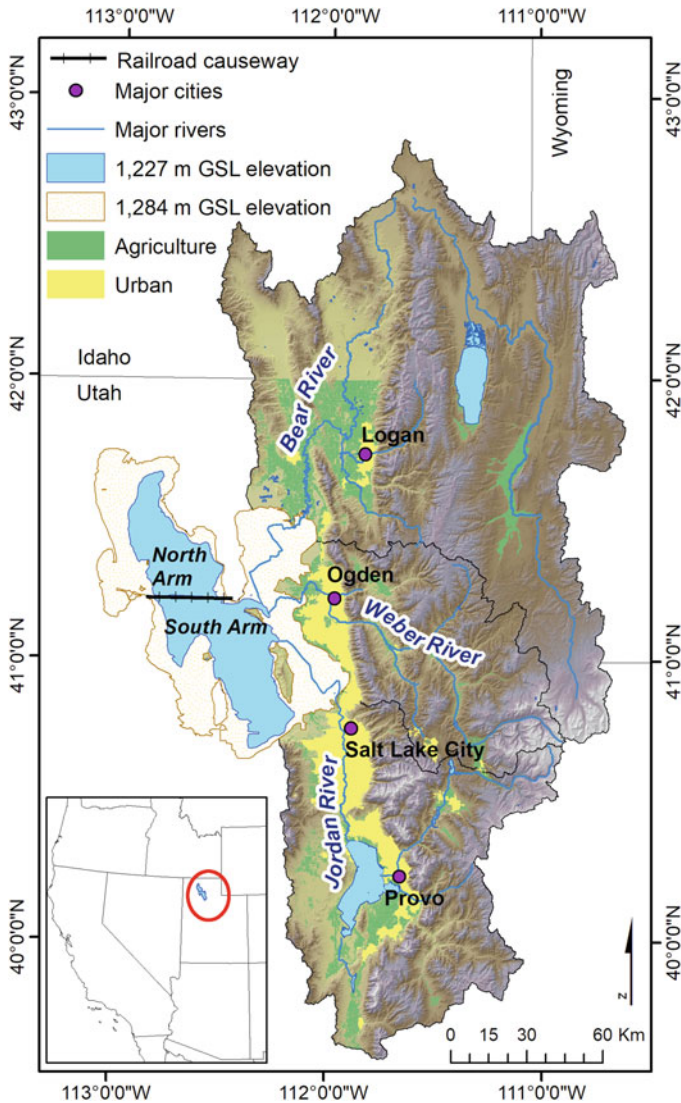 113°0'0"W 112°0'0"W 111°0'0"W
Railroad causeway
Major cities
Major rivers
1,227 m GSL elevation
1,284 m GSL elevation
Agriculture
Urban
Wyoming
43°0'0"N
43°0'0"N
Idaho
Utah
42°0'0"N
42°0'0"N
Bear River
Logan
North
Arm
South Arm
Ogden
Weber River
41°0'0"N
41°0'0"N
Salt Lake City
Jordan River
Provo
40°0'0"N
40°0'0"N
z
0 15 30 60 Km
113°0'0"W 112°0'0"W 111°0'0"W